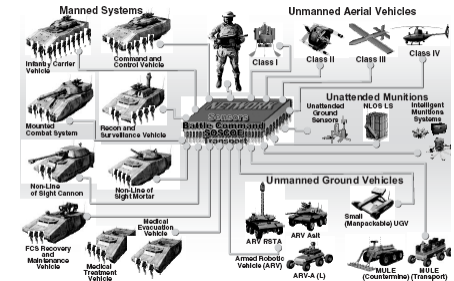 Manned Systems
Unmanned Aerial Vehicles
Infantry Carrier
Vehicle
Command and
Control Vehicle
Class I
Class II
Class III
Class IV
Unattended Munitions
NETWORK
Sensors
Battle Command
SOSCOE
Transport
Unattended
Ground
Sensors
NLOS LS
Intelligent
Munitions
Systems
Mounted
Combat System
Recon and
Surveillance Vehicle
Non-Line
of Sight Cannon
Non-Line of
Sight Mortar
Unmanned Ground Vehicles
ARV RSTA
ARV Aslt
Small
(Manpackable) UGV
FCS Recovery
and
Maintenance
Vehicle
Medical
Treatment
Vehicle
Medical
Evacuation
Vehicle
Armed Robotic
Vehicle (ARV)
ARV-A (L)
MULE
(Countermine)
MULE
(Transport)